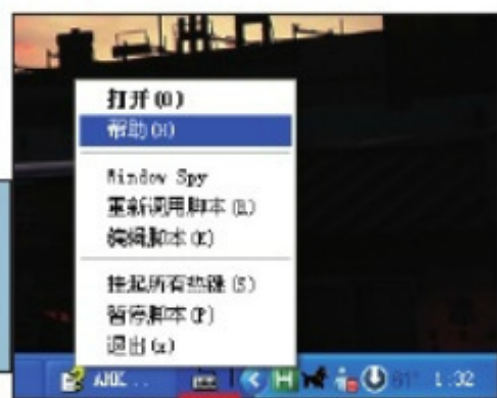 打开(O)
帮助(H)
Window Spy
重新调用脚本(R)
编辑脚本(E)
挂起所有热键(S)
暂停脚本(P)
退出(x)
H 61° 1:32